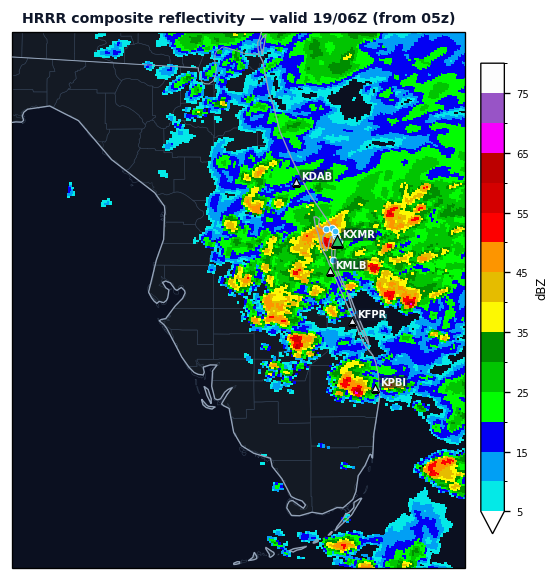 HRRR composite reflectivity — valid 19/06Z (from 05z)
KDAB
KXMR
KMLB
KFPR
KPBI
75
65
55
45
35
25
15
5
dBZ